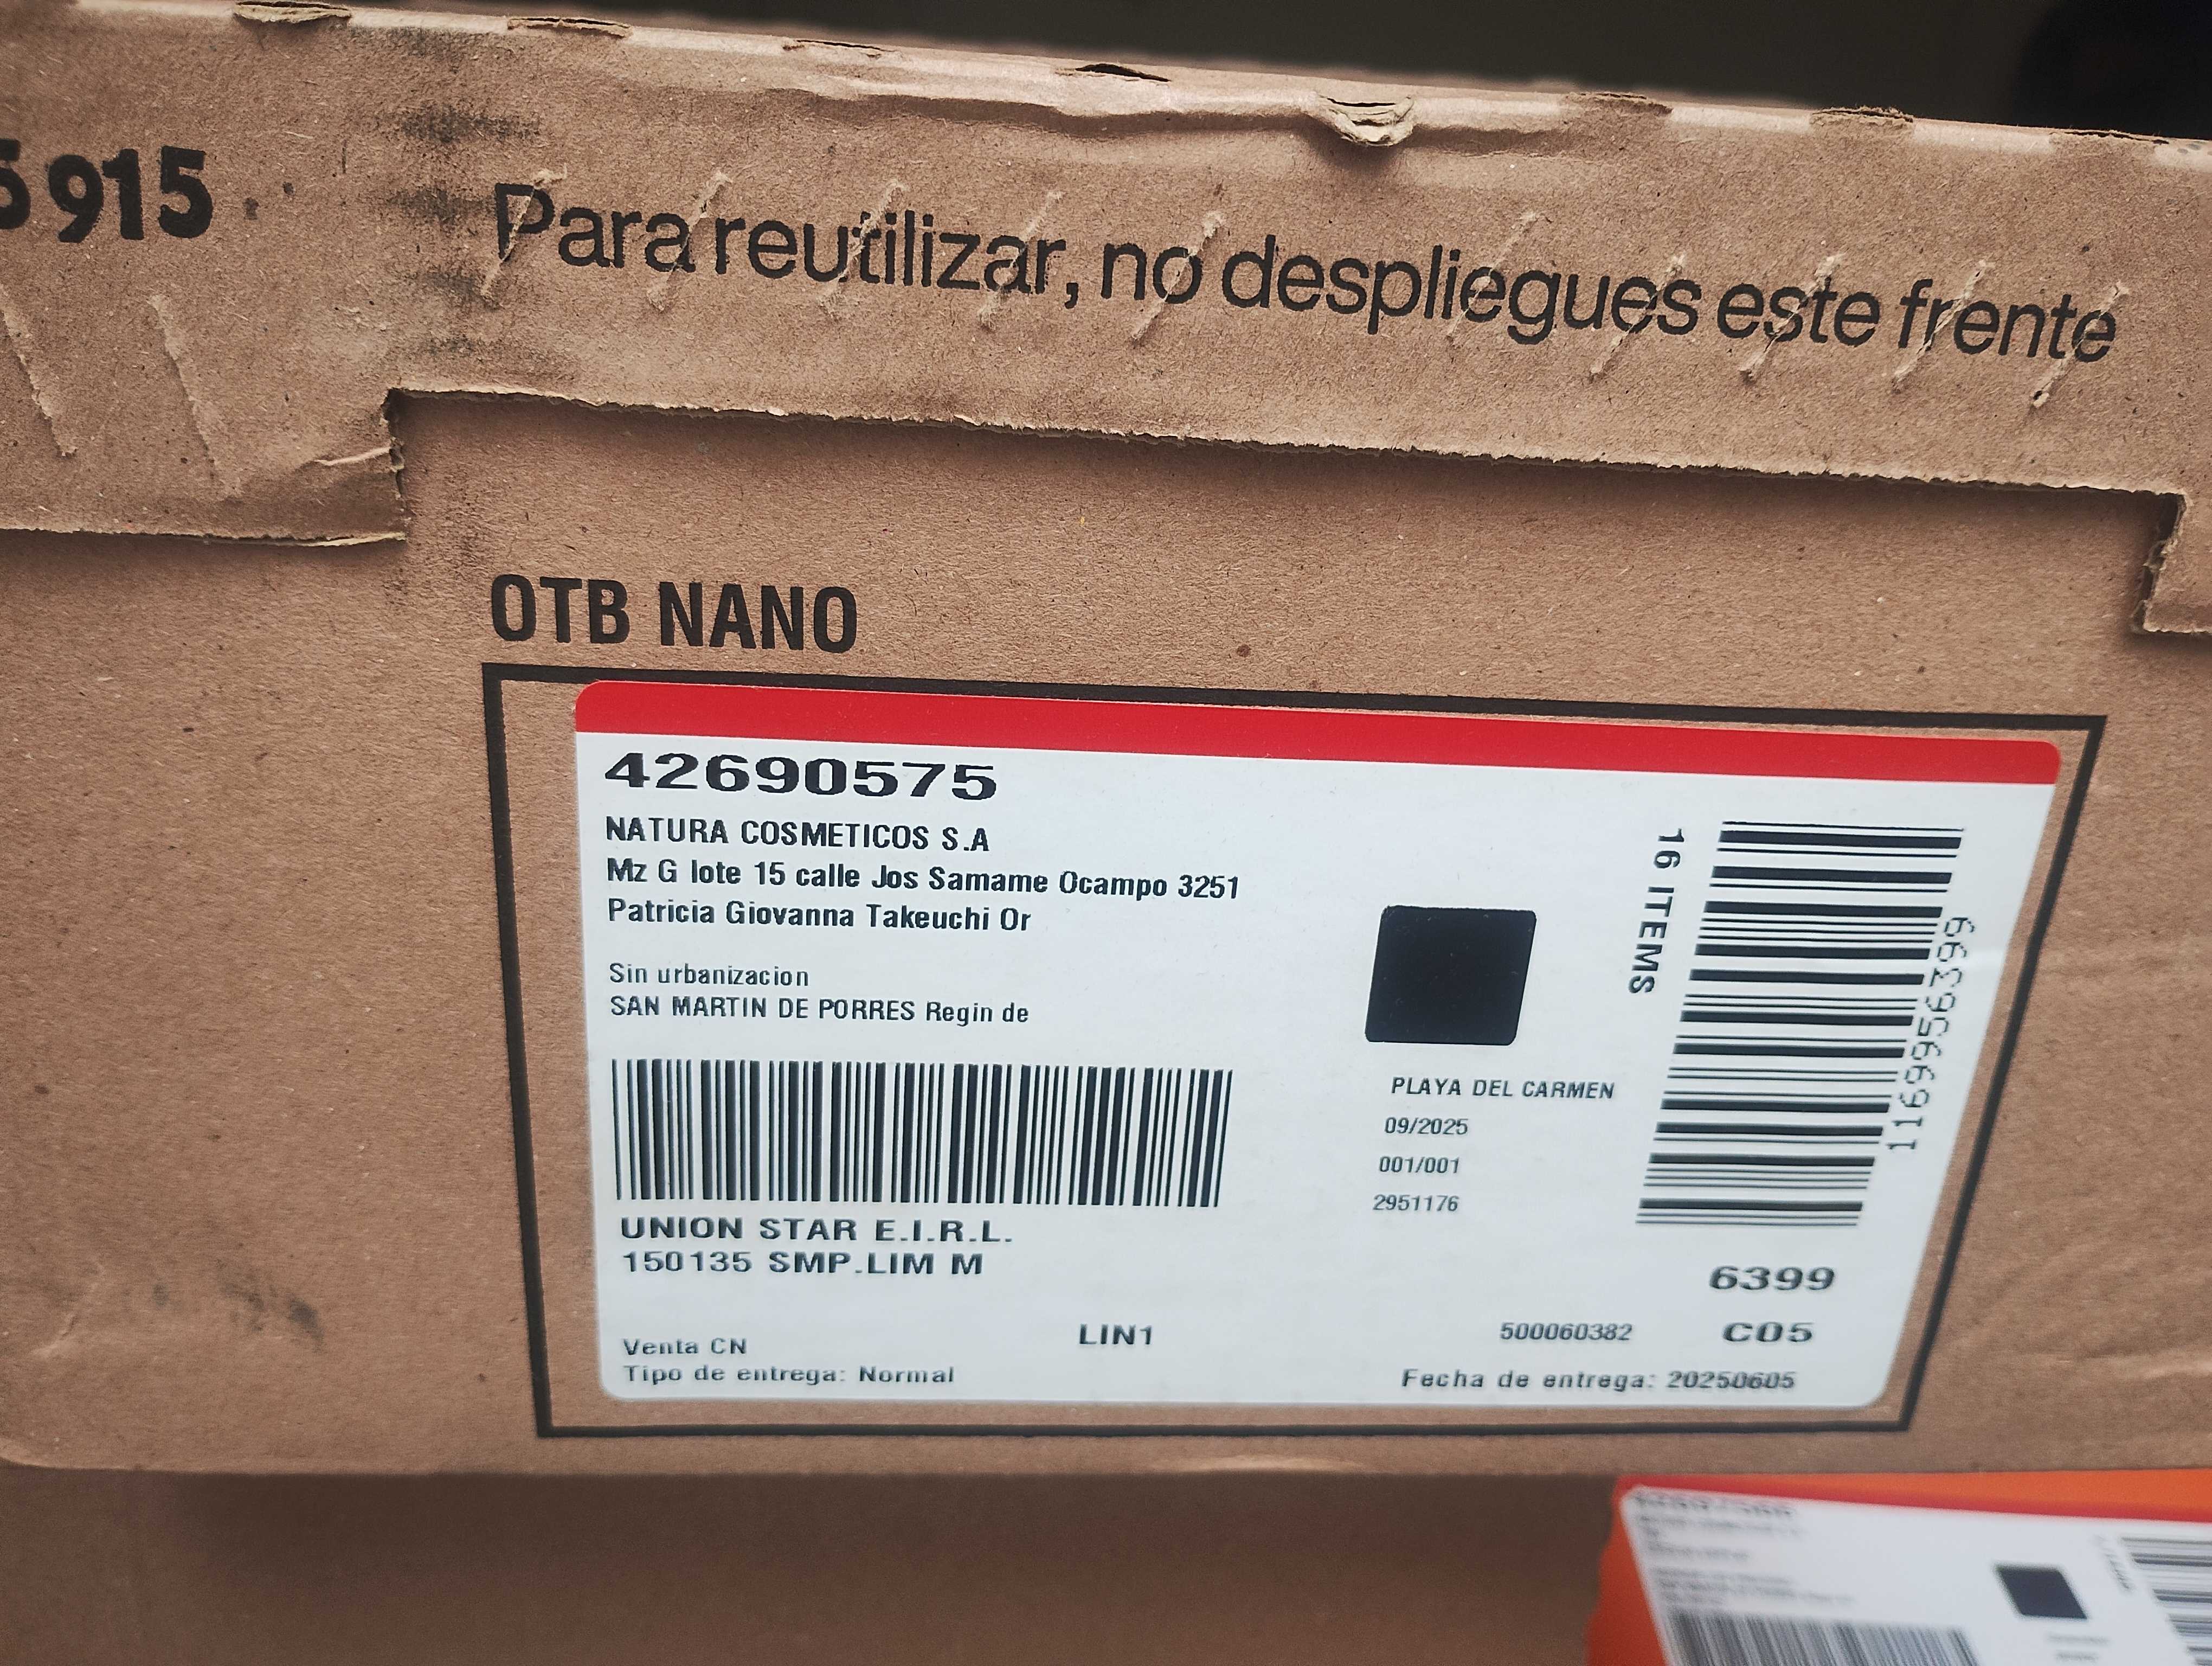 915
Para reutilizar, no despliegues este frente
OTB NANO
42690575
NATURA COSMETICOS S.A
Mz G lote 15 calle Jos Samame Ocampo 3251
Patricia Giovanna Takeuchi Or
Sin urbanizacion
SAN MARTIN DE PORRES Regin de
UNION STAR E.I.R.L.
150135 SMP.LIM M
Venta CN
Tipo de entrega: Normal
LIN1
PLAYA DEL CARMEN
09/2025
001/001
2951176
16 ITEMS
1169956399
6399
500060382
C05
Fecha de entrega: 20250605